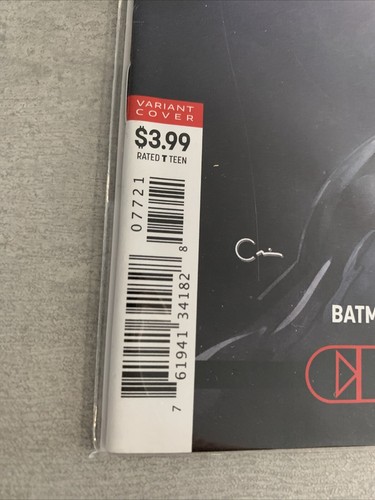 VARIANT
COVER
$3.99
RATED T TEEN
07721
7 61941 34182 8
BATM